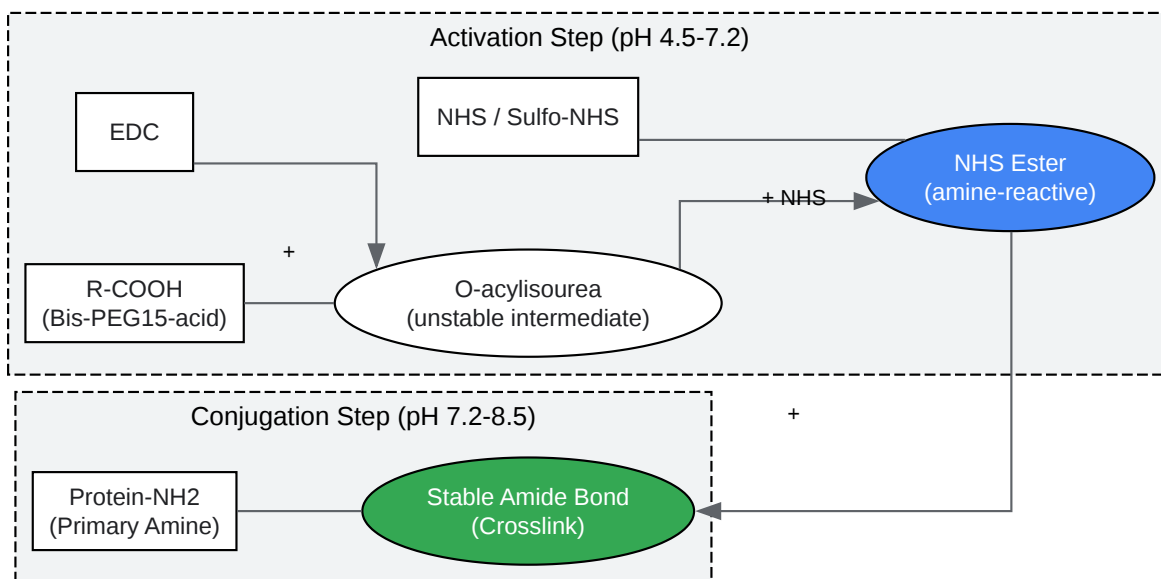 Activation Step (pH 4.5-7.2)
EDC
NHS / Sulfo-NHS
NHS Ester
(amine-reactive)
+ NHS
+
R-COOH
(Bis-PEG15-acid)
O-acylisourea
(unstable intermediate)
Conjugation Step (pH 7.2-8.5)
+
Protein-NH2
(Primary Amine)
Stable Amide Bond
(Crosslink)